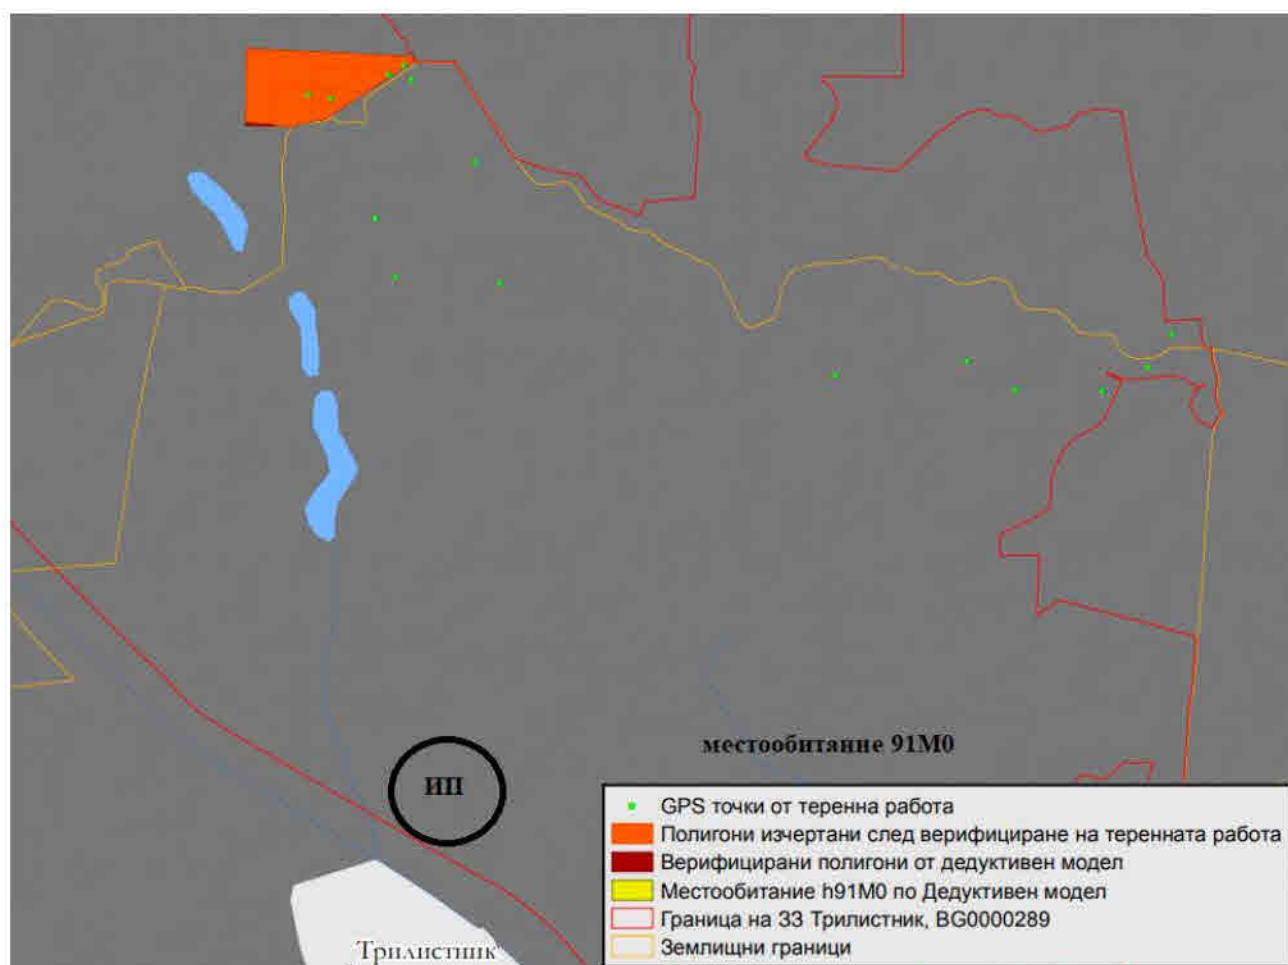 местообитание 91М0
ИП
GPS точки от теренна работа
Полигони изчертани след верифициране на теренната работа
Верифицирани полигони от дедуктивен модел
Местообитание h91M0 по Дедуктивен модел
Граница на ЗЗ Трилистник, BG0000289
Землищни граници
Трилистник